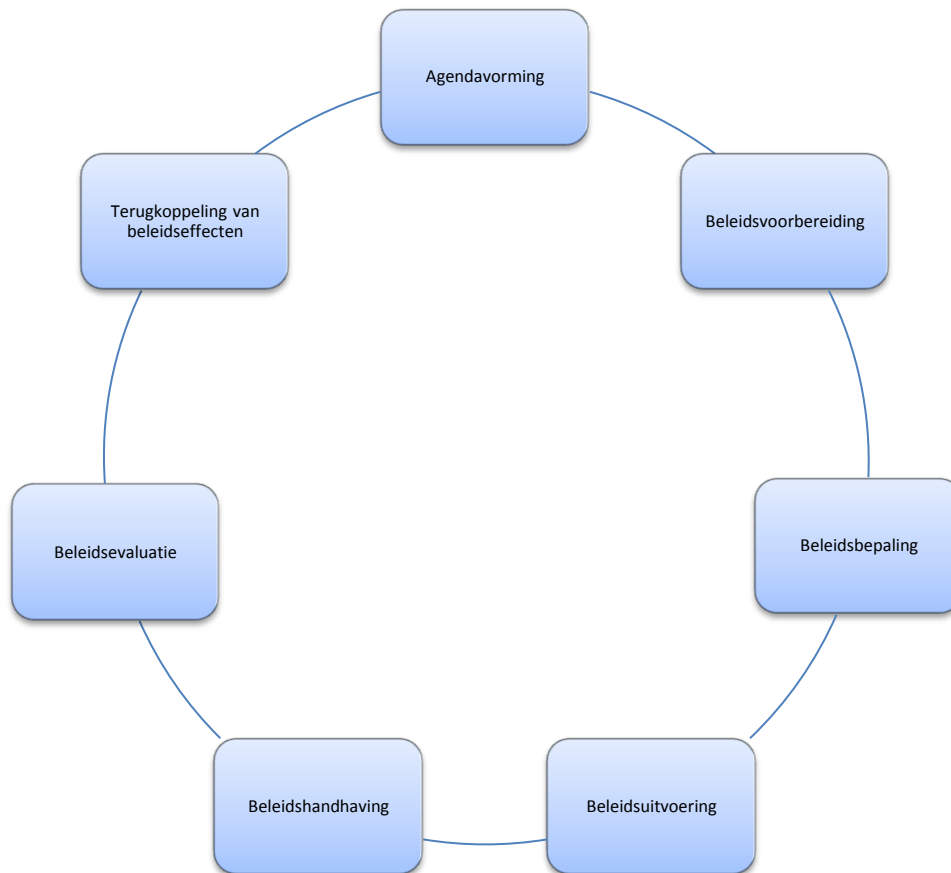 Agendavorming
Beleidsvoorbereiding
Beleidsbepaling
Beleidsuitvoering
Beleidshandhaving
Beleidsevaluatie
Terugkoppeling van
beleidseffecten